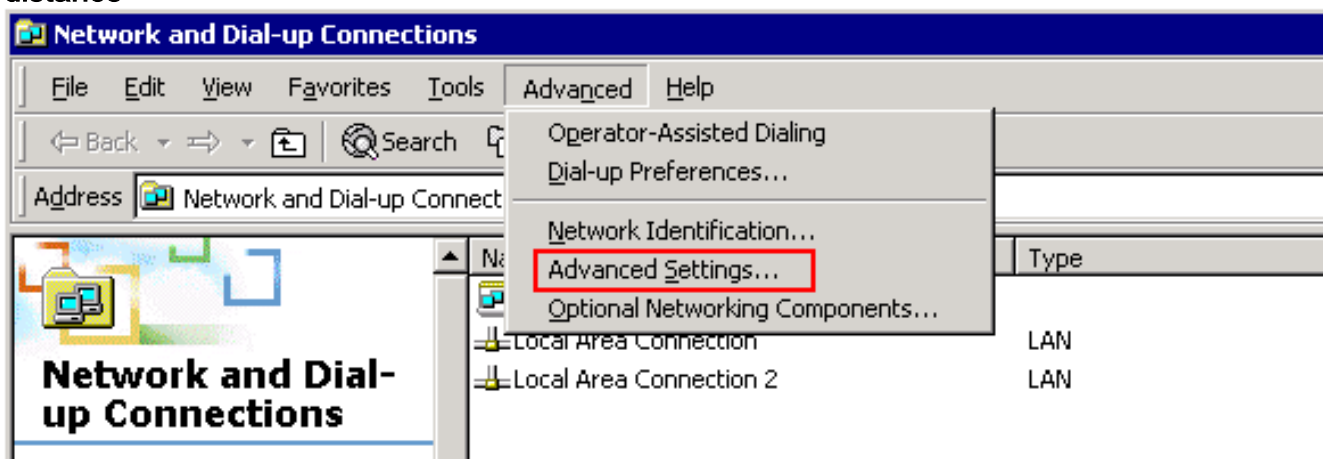 distance
Network and Dial-up Connections
File Edit View Favorites Tools Advanced Help
Back Search
Operator-Assisted Dialing
Dial-up Preferences...
Address Network and Dial-up Connect
Network Identification...
Advanced Settings...
Optional Networking Components...
Na Type
Local Area Connection LAN
Local Area Connection 2 LAN
Network and Dial-
up Connections